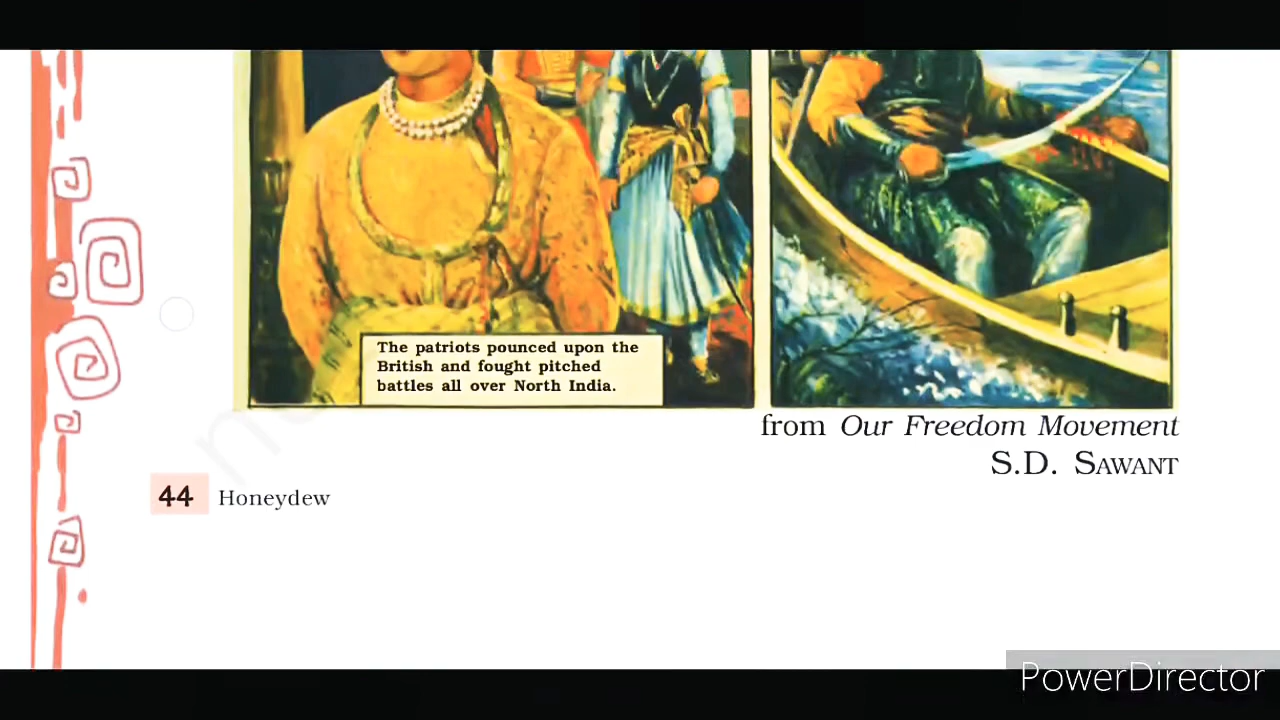 The patriots pounced upon the
British and fought pitched
battles all over North India.
from Our Freedom Movement
S.D. SAWANT
44 Honeydew
PowerDirector